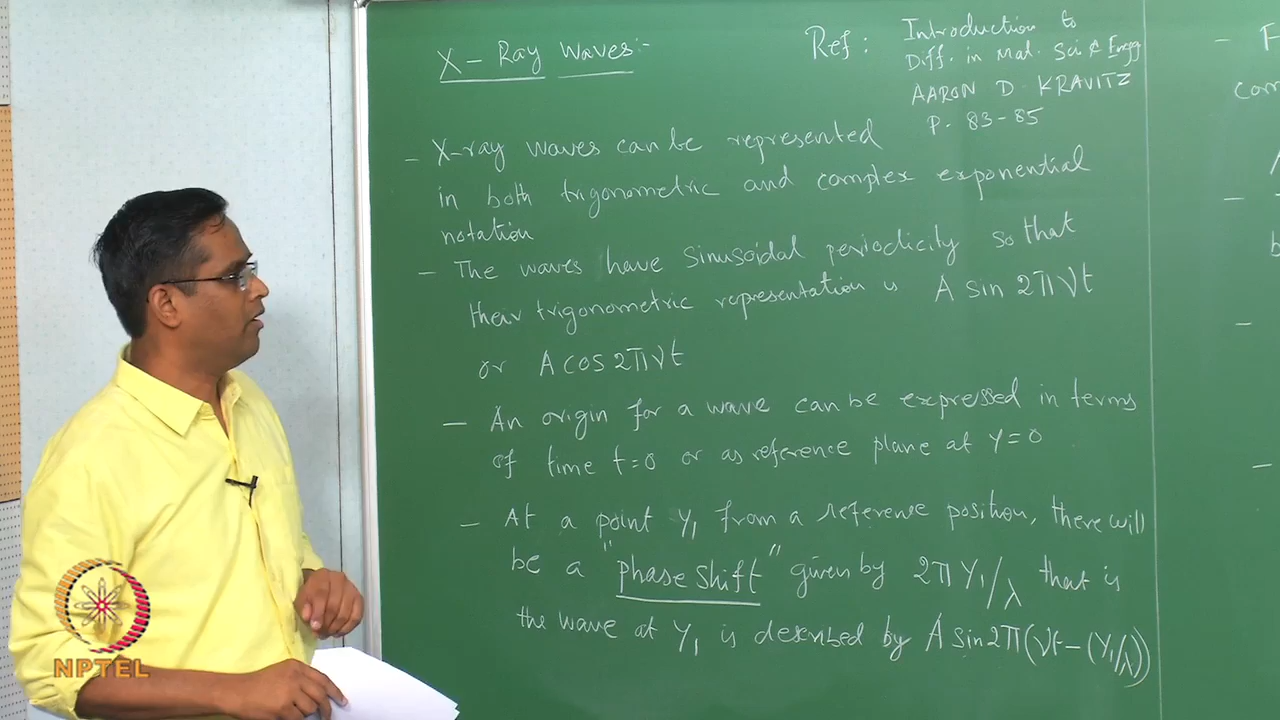 X-Ray Waves:-
Ref: Introduction to
Diff. in Mat. Sci & Engg
AARON D. KRAVITZ
P. 83-85
- X-ray waves can be represented
in both trigonometric and complex exponential
notation
- The waves have sinusoidal periodicity so that
their trigonometric representation is A sin 2πνt
or A cos 2πνt
- An origin for a wave can be expressed in terms
of time t=0 or as reference plane at Y=0
- At a point Y₁ from a reference position, there will
be a "phase shift" given by 2πY₁/λ that is
the wave at Y₁ is described by A sin 2π(νt-(Y₁/λ))
NPTEL